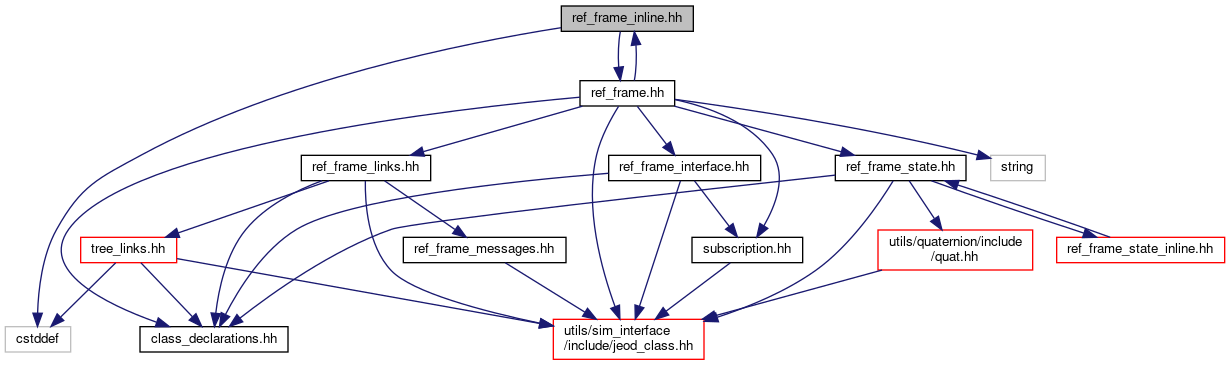 ref_frame_inline.hh
ref_frame.hh
ref_frame_links.hh
ref_frame_interface.hh
ref_frame_state.hh
string
tree_links.hh
ref_frame_messages.hh
subscription.hh
utils/quaternion/include
/quat.hh
ref_frame_state_inline.hh
cstddef
class_declarations.hh
utils/sim_interface
/include/jeod_class.hh